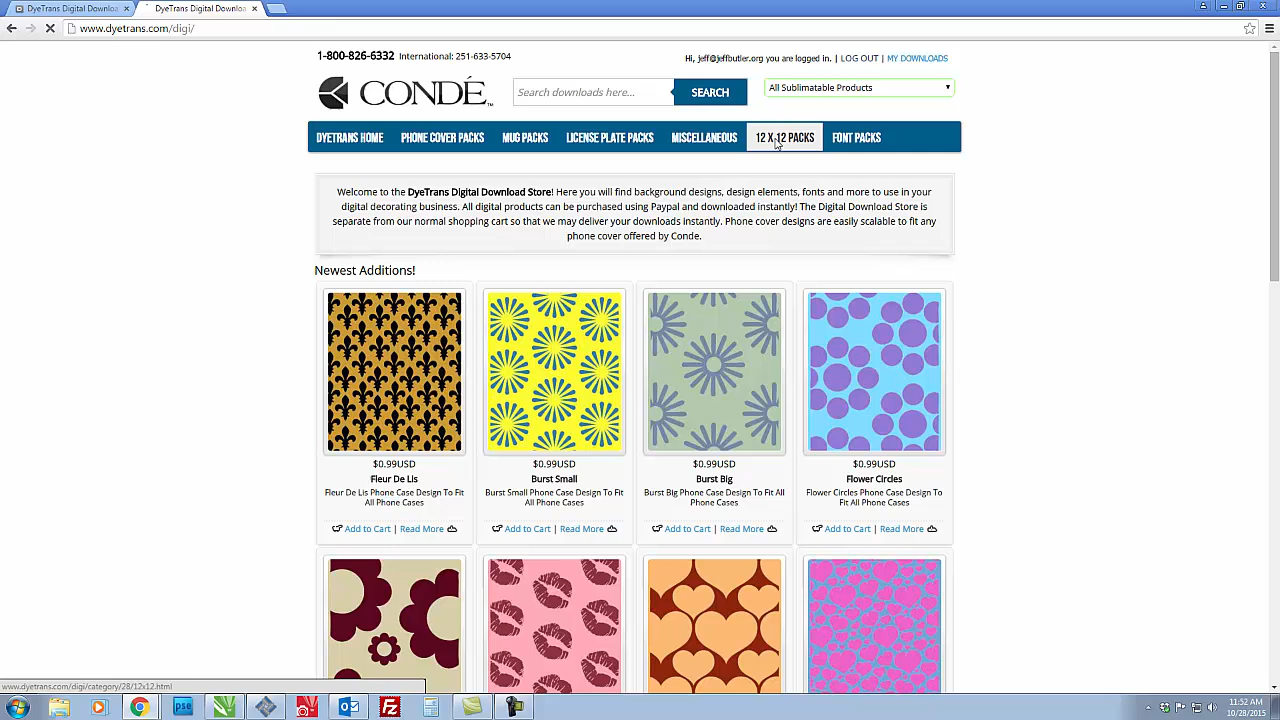 DyeTrans Digital Downloa
DyeTrans Digital Downloa
www.dyetrans.com/digi/
1-800-826-6332 International: 251-633-5704
Hi, jeff@jeffbutler.org you are logged in. | LOG OUT | MY DOWNLOADS
CONDÉ™
Search downloads here...
SEARCH
All Sublimatable Products
DYETRANS HOME PHONE COVER PACKS MUG PACKS LICENSE PLATE PACKS MISCELLANEOUS 12 X 12 PACKS FONT PACKS
Welcome to the DyeTrans Digital Download Store! Here you will find background designs, design elements, fonts and more to use in your
digital decorating business. All digital products can be purchased using Paypal and downloaded instantly! The Digital Download Store is
separate from our normal shopping cart so that we may deliver your downloads instantly. Phone cover designs are easily scalable to fit any
phone cover offered by Conde.
Newest Additions!
$0.99USD
Fleur De Lis
Fleur De Lis Phone Case Design To Fit
All Phone Cases
Add to Cart | Read More
$0.99USD
Burst Small
Burst Small Phone Case Design To Fit
All Phone Cases
Add to Cart | Read More
$0.99USD
Burst Big
Burst Big Phone Case Design To Fit All
Phone Cases
Add to Cart | Read More
$0.99USD
Flower Circles
Flower Circles Phone Case Design To
Fit All Phone Cases
Add to Cart | Read More
www.dyetrans.com/digi/category/28/12x12.html
pse
11:52 AM
10/28/2015